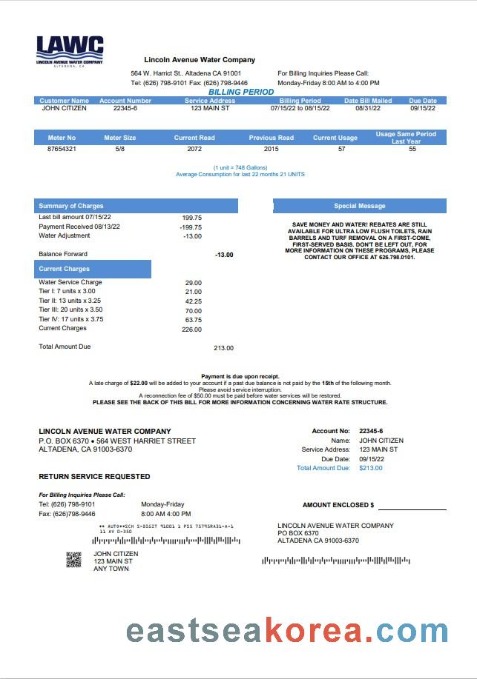 LAWC
LINCOLN AVENUE WATER COMPANY
ALTADENA, CA
Lincoln Avenue Water Company
564 W. Harrict St., Altadena CA 91001
For Billing Inquiries Please Call:
Tel: (626) 798-9101 Fax: (626) 798-9446
Monday-Friday 8:00 AM to 4:00 PM
BILLING PERIOD
Customer Name Account Number Service Address Billing Period Date Bill Mailed Due Date
JOHN CITIZEN 22345-6 123 MAIN ST 07/15/22 to 08/15/22 08/31/22 09/15/22
Meter No Meter Size Current Read Previous Read Current Usage Usage Same Period Last Year
87654321 5/8 2072 2015 57 55
(1 unit = 748 Gallons)
Average Consumption for last 22 months 21 UNITS
Summary of Charges
Last bill amount 07/15/22 199.75
Payment Received 08/13/22 -199.75
Water Adjustment -13.00
Balance Forward -13.00
Current Charges
Water Service Charge 29.00
Tier I: 7 units x 3.00 21.00
Tier II: 13 units x 3.25 42.25
Tier III: 20 units x 3.50 70.00
Tier IV: 17 units x 3.75 63.75
Current Charges 226.00
Total Amount Due 213.00
Special Message
SAVE MONEY AND WATER! REBATES ARE STILL
AVAILABLE FOR ULTRA LOW FLUSH TOILETS, RAIN
BARRELS AND TURF REMOVAL ON A FIRST-COME,
FIRST-SERVED BASIS. DON'T BE LEFT OUT, FOR
MORE INFORMATION ON THESE PROGRAMS, PLEASE
CONTACT OUR OFFICE AT 626.798.9101.
Payment is due upon receipt.
A late charge of $22.00 will be added to your account if a past due balance is not paid by the 15th of the following month.
Please avoid service interruption.
A reconnection fee of $50.00 must be paid before water services will be restored.
PLEASE SEE THE BACK OF THIS BILL FOR MORE INFORMATION CONCERNING WATER RATE STRUCTURE.
LINCOLN AVENUE WATER COMPANY
P.O. BOX 6370 • 564 WEST HARRIET STREET
ALTADENA, CA 91003-6370
Account No: 22345-6
Name: JOHN CITIZEN
Service Address: 123 MAIN ST
Due Date: 09/15/22
Total Amount Due: $213.00
RETURN SERVICE REQUESTED
For Billing Inquiries Please Call:
Tel: (626) 798-9101 Monday-Friday
Fax: (626)798-9446 8:00 AM 4:00 PM
AMOUNT ENCLOSED $
JOHN CITIZEN
123 MAIN ST
ANY TOWN
LINCOLN AVENUE WATER COMPANY
PO BOX 6370
ALTADENA CA 91003-6370
eastseakorea.com